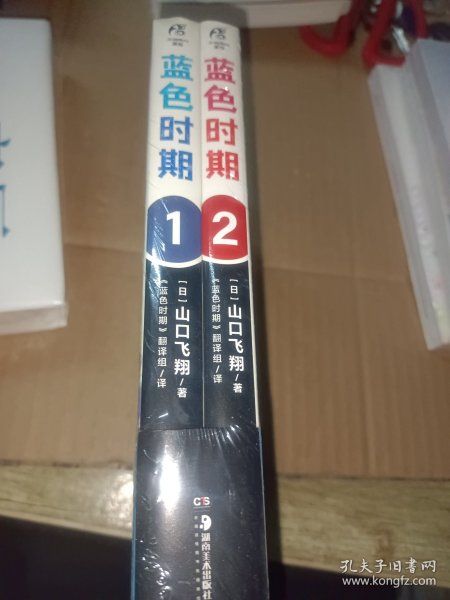 蓝色时期
1
[日]山口飞翔/著
《蓝色时期》翻译组/译
蓝色时期
2
[日]山口飞翔/著
《蓝色时期》翻译组/译
CS
湖南美术出版社
孔夫子旧书网
www.kongfz.com